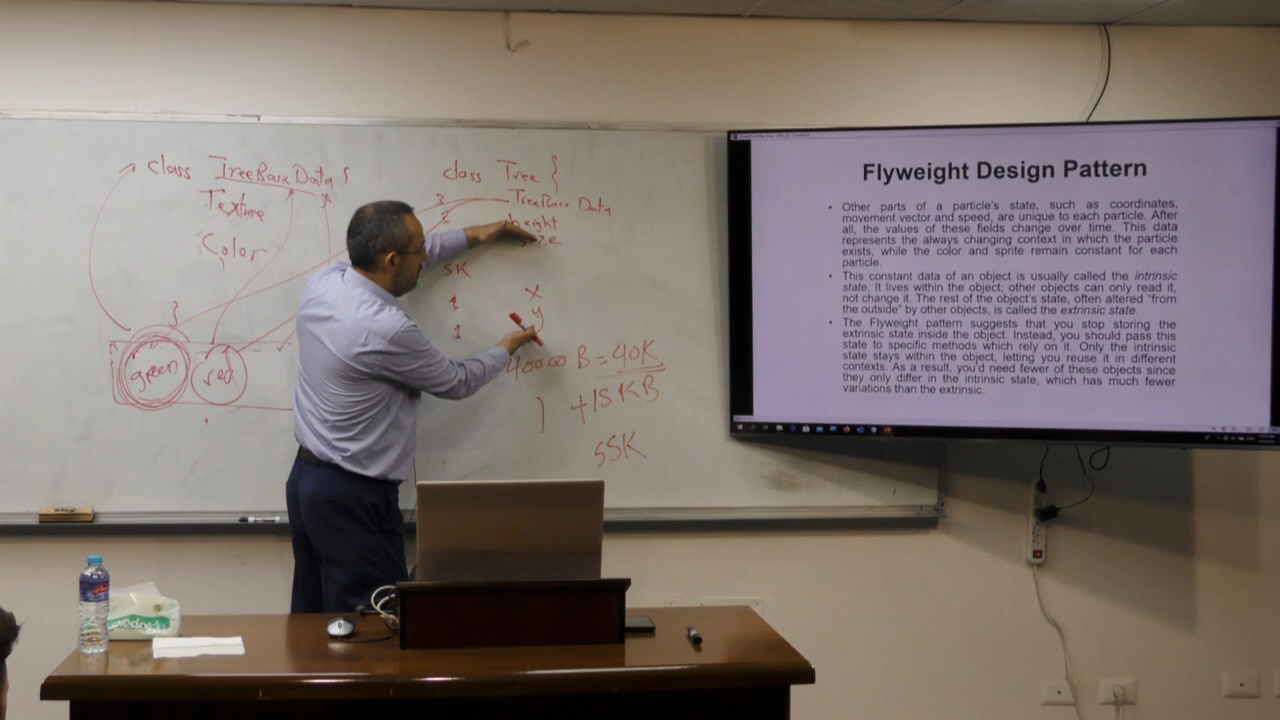 class TreeBaseData {
Texture
Color
}
green
red
class Tree {
3
TreeBase Data
2
height
5K
x
1
y
1
40000 B = 40K
+15KB
55K
Flyweight Design Pattern
• Other parts of a particle's state, such as coordinates,
movement vector and speed, are unique to each particle. After
all, the values of these fields change over time. This data
represents the always changing context in which the particle
exists, while the color and sprite remain constant for each
particle.
• This constant data of an object is usually called the intrinsic
state. It lives within the object; other objects can only read it,
not change it. The rest of the object's state, often altered "from
the outside" by other objects, is called the extrinsic state.
• The Flyweight pattern suggests that you stop storing the
extrinsic state inside the object. Instead, you should pass this
state to specific methods which rely on it. Only the intrinsic
state stays within the object, letting you reuse it in different
contexts. As a result, you'd need fewer of these objects since
they only differ in the intrinsic state, which has much fewer
variations than the extrinsic.